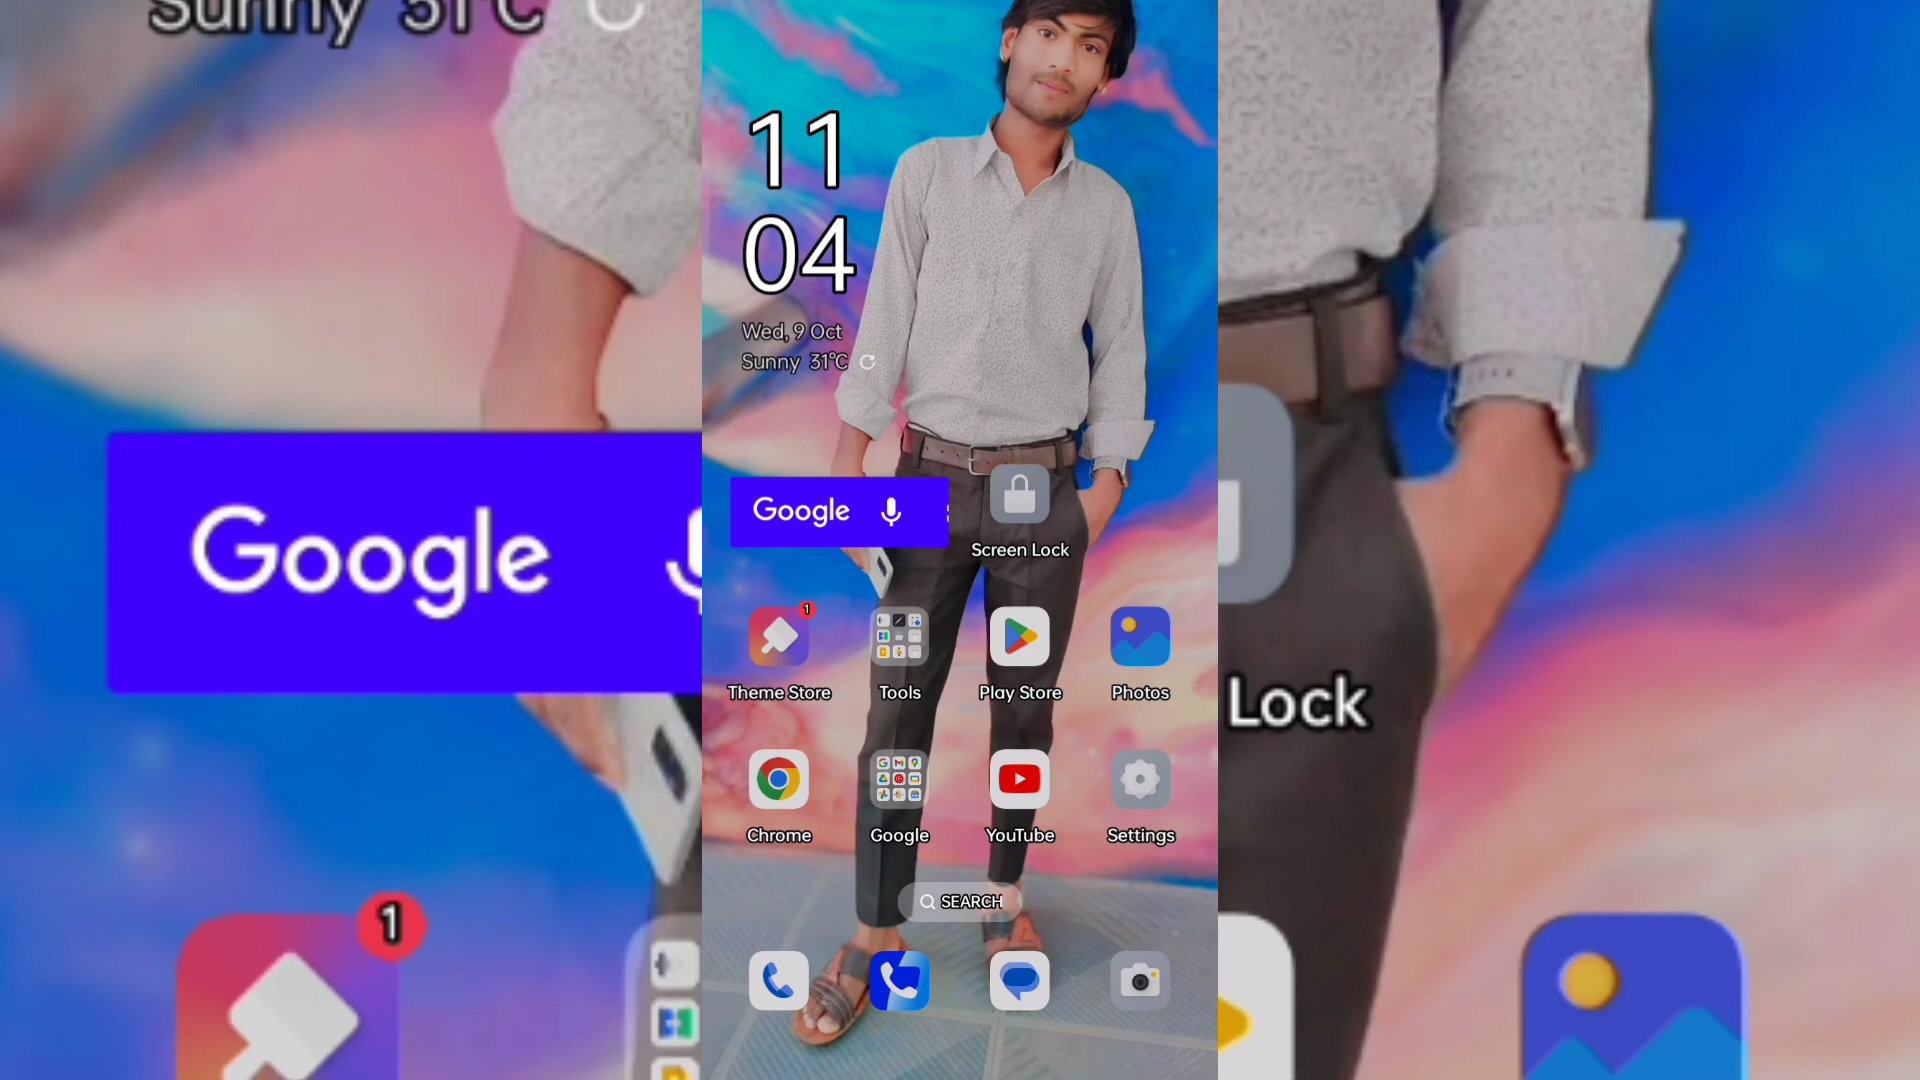 Sunny 31°C
11
04
Wed, 9 Oct
Sunny 31°C
Google
Google
Screen Lock
Lock
1
Theme Store
Tools
Play Store
Photos
Chrome
Google
YouTube
Settings
SEARCH
1